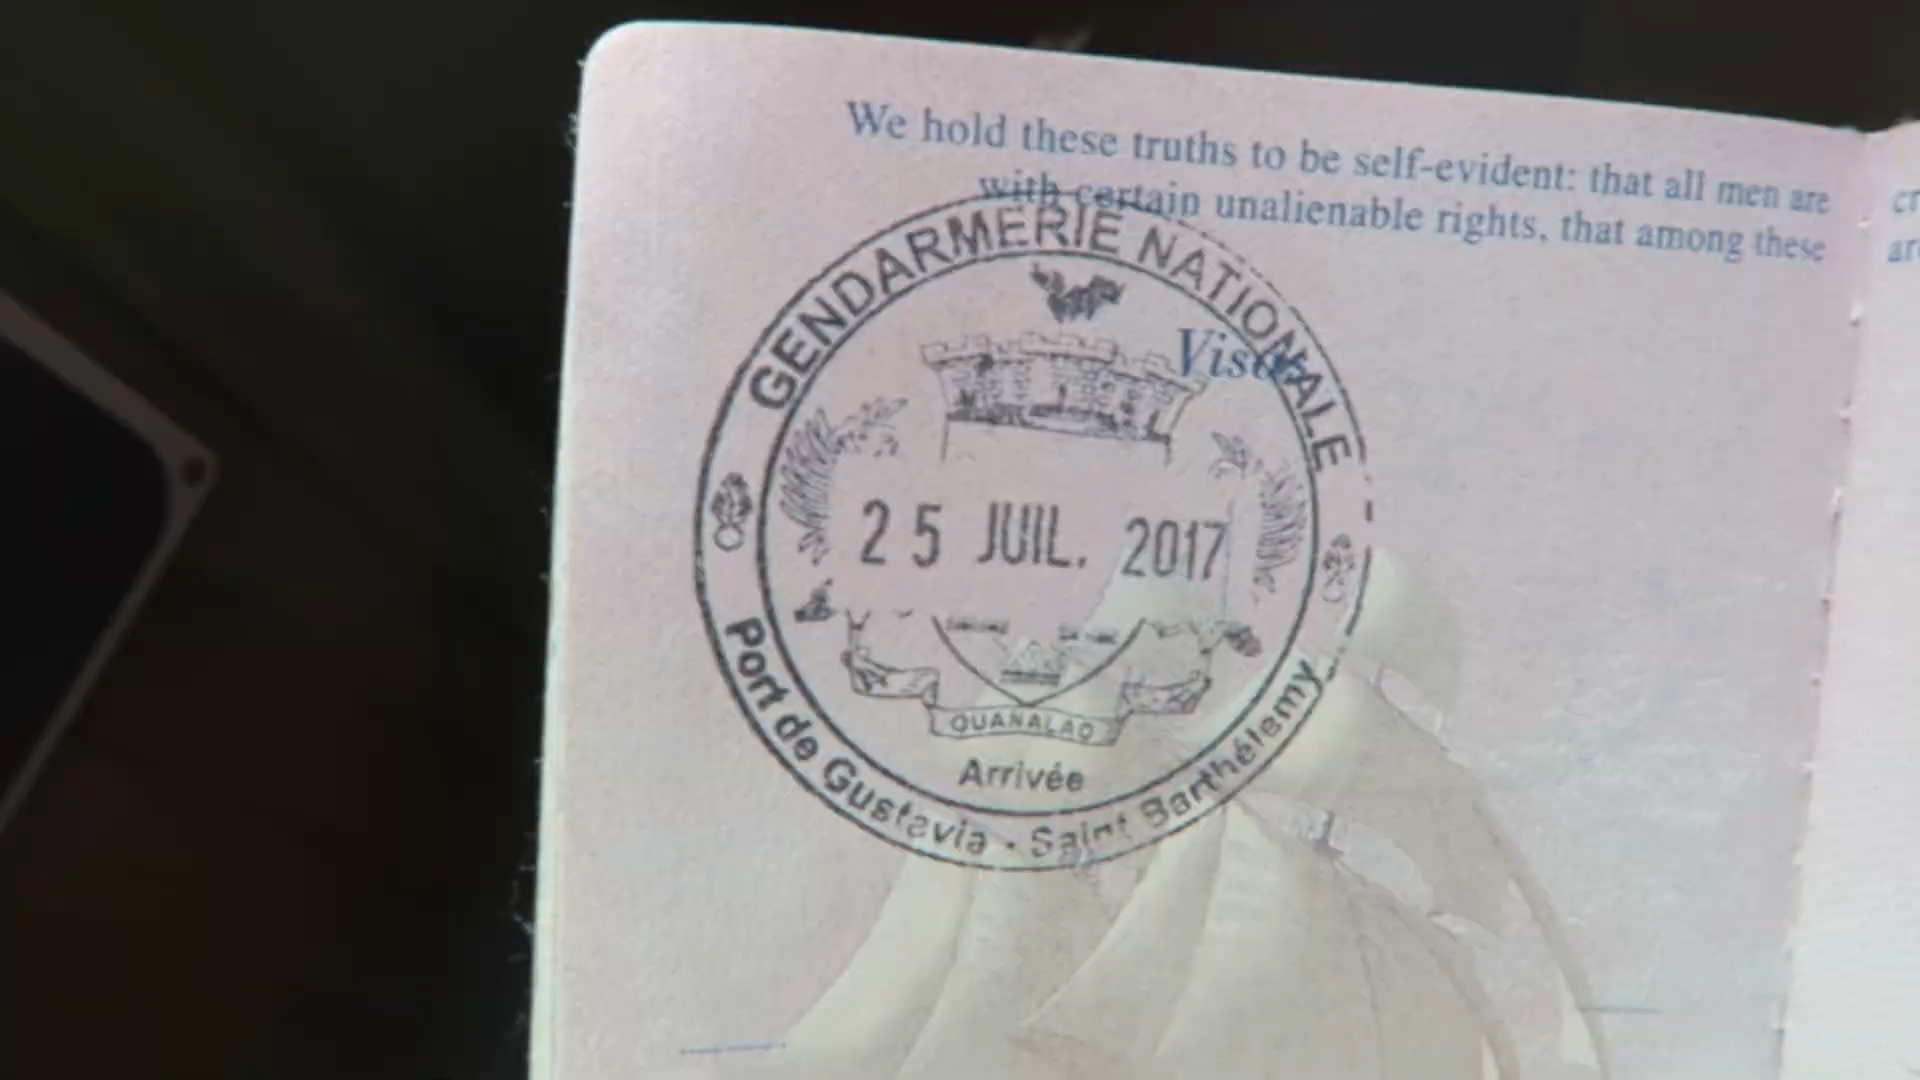 We hold these truths to be self-evident: that all men are
with certain unalienable rights, that among these
GENDARMERIE NATIONALE
Visas
25 JUIL. 2017
OUANALAO
Arrivée
Port de Gustavia - Saint Barthélemy